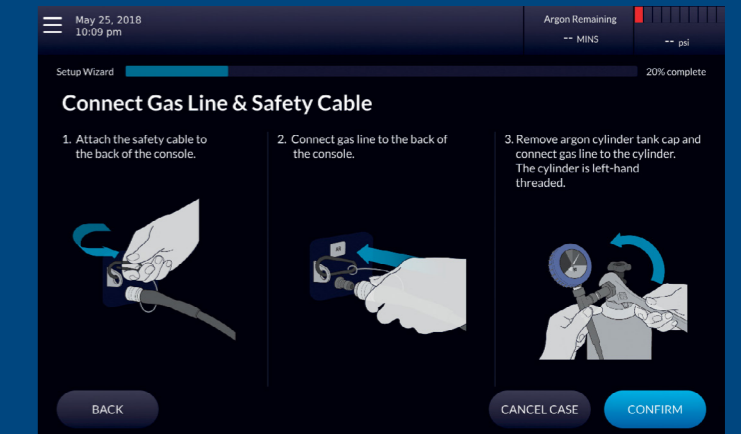 May 25, 2018
10:09 pm
Argon Remaining
-- MINS
-- psi
Setup Wizard
20% complete
Connect Gas Line & Safety Cable
1. Attach the safety cable to
the back of the console.
2. Connect gas line to the back of
the console.
3. Remove argon cylinder tank cap and
connect gas line to the cylinder.
The cylinder is left-hand
threaded.
BACK
CANCEL CASE
CONFIRM